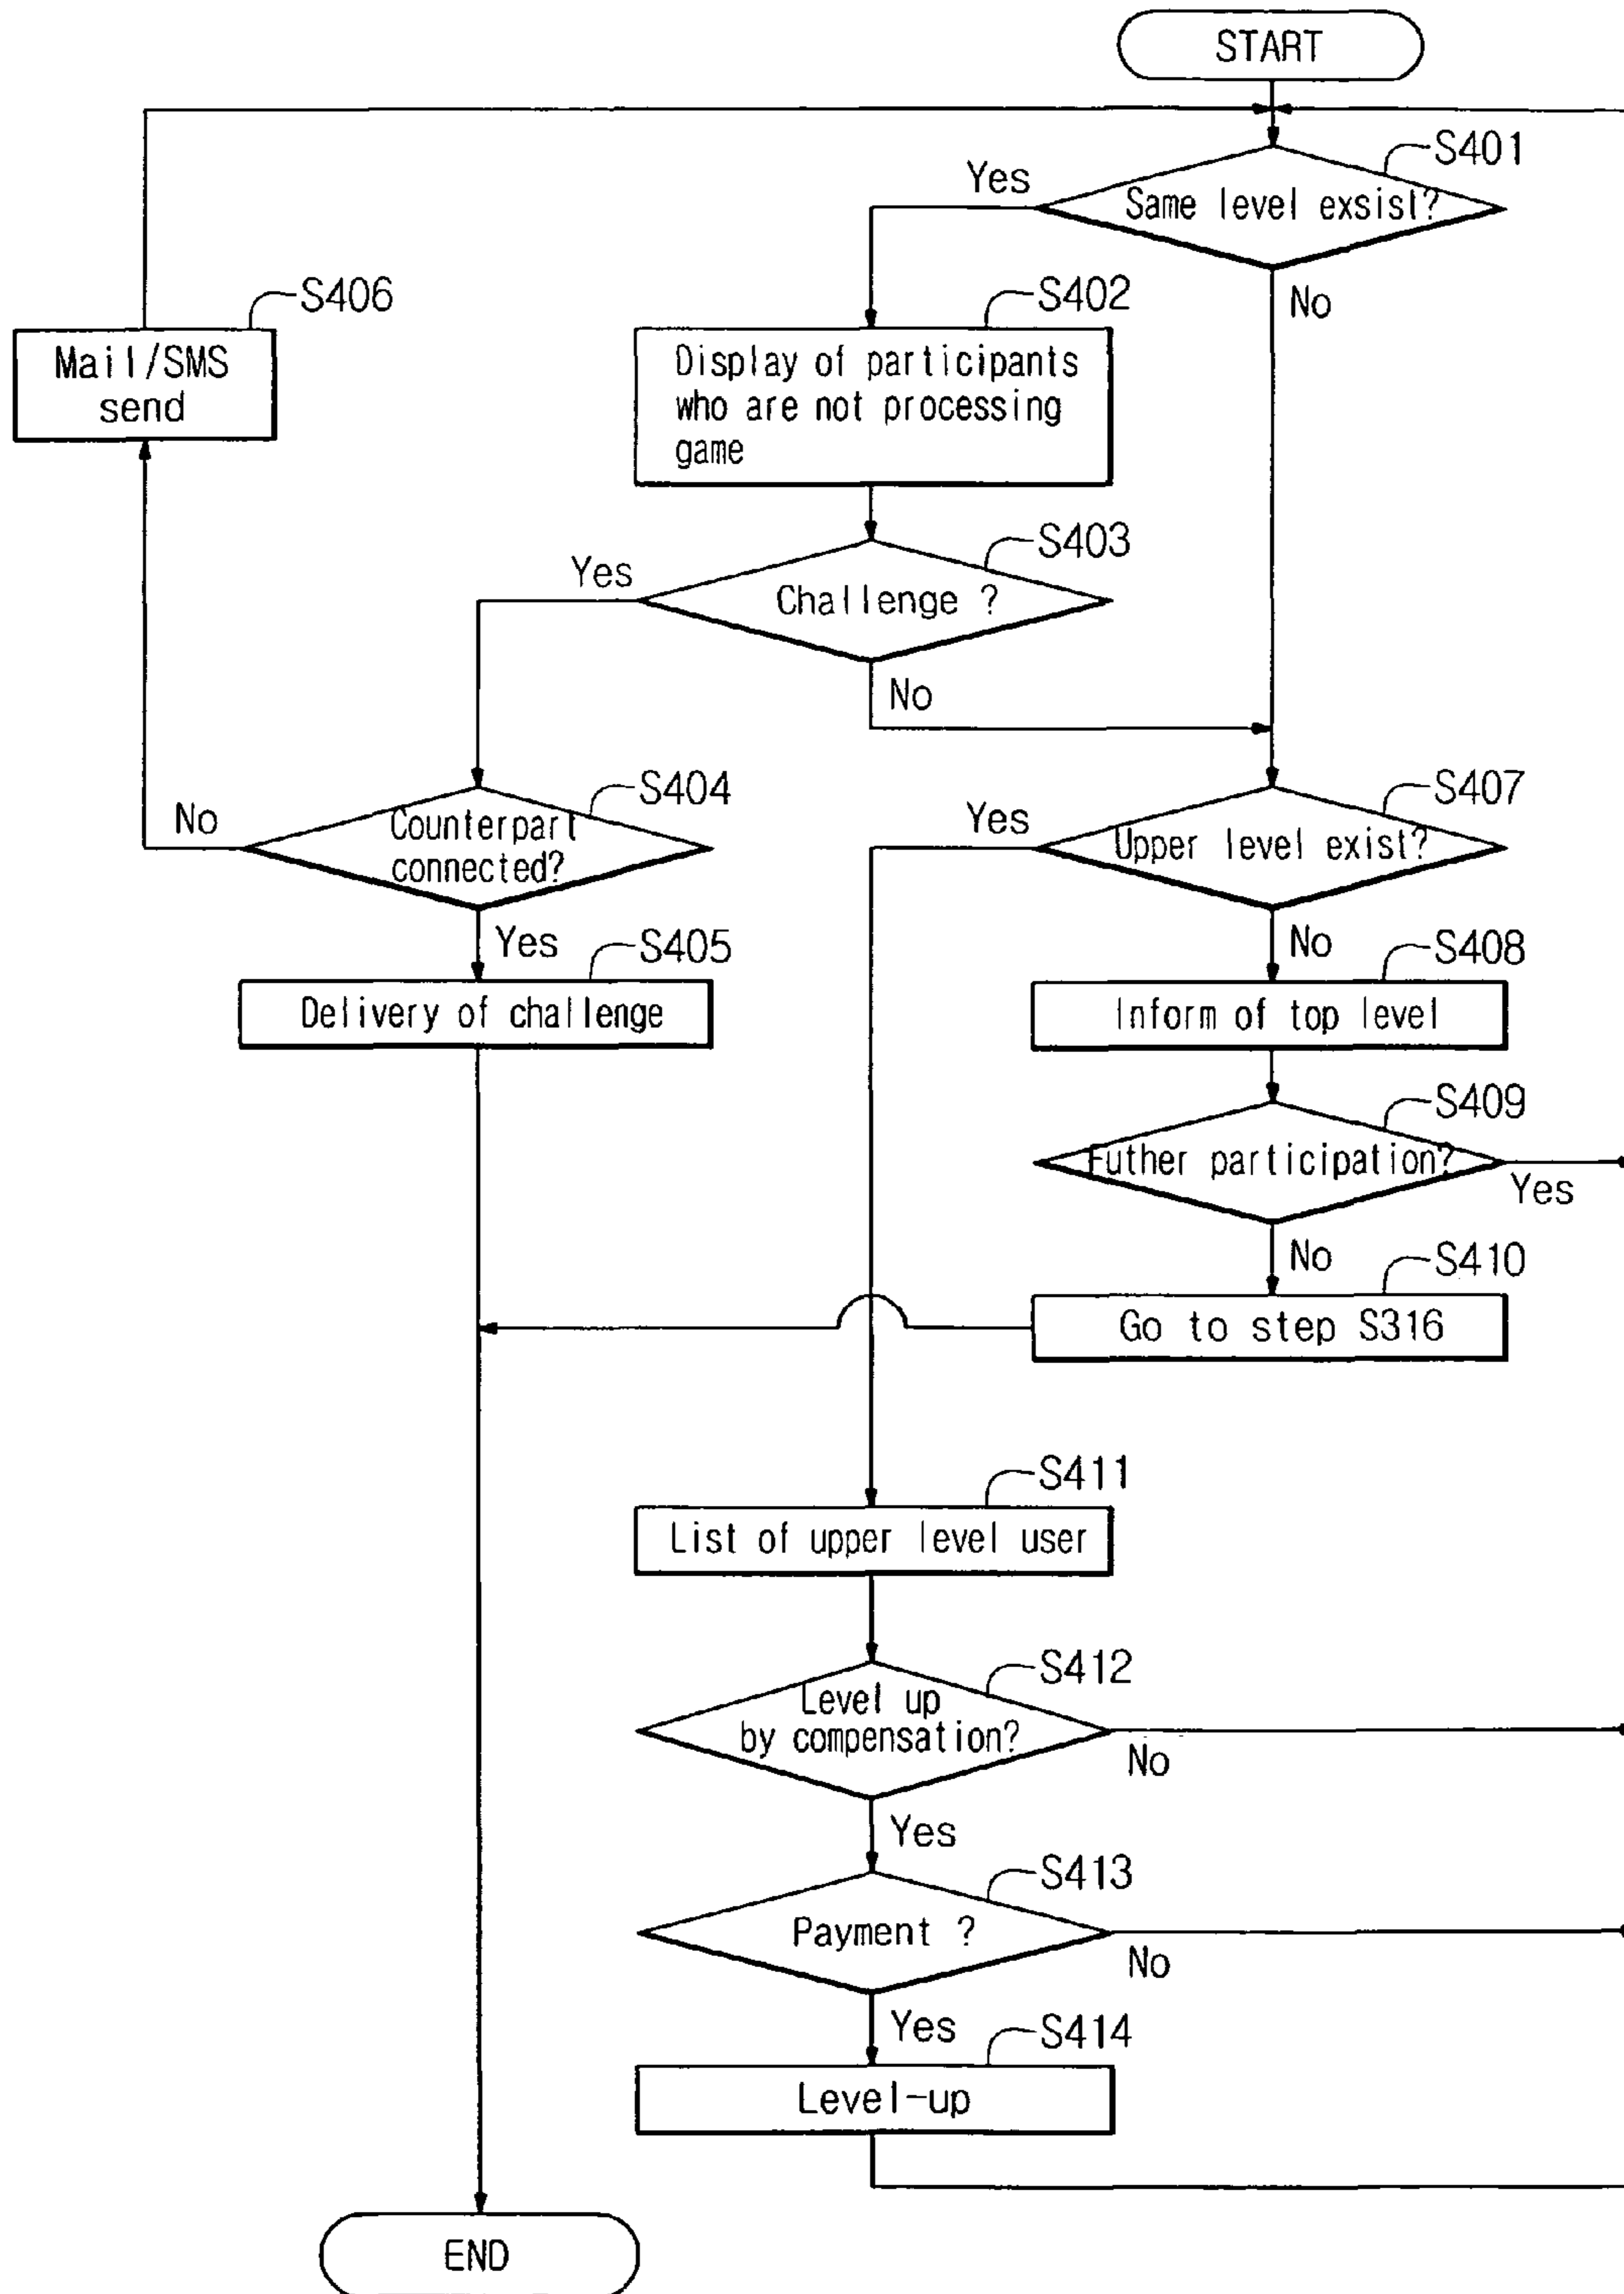 START
S401
Yes
Same level exsist?
No
S406
Mail/SMS
send
S402
Display of participants
who are not processing
game
S403
Yes
Challenge ?
No
S404
No
Counterpart
connected?
Yes
S405
Delivery of challenge
S407
Yes
Upper level exist?
No
S408
Inform of top level
S409
Futher participation?
Yes
No
S410
Go to step S316
S411
List of upper level user
S412
Level up
by compensation?
No
Yes
S413
Payment ?
No
Yes
S414
Level-up
END